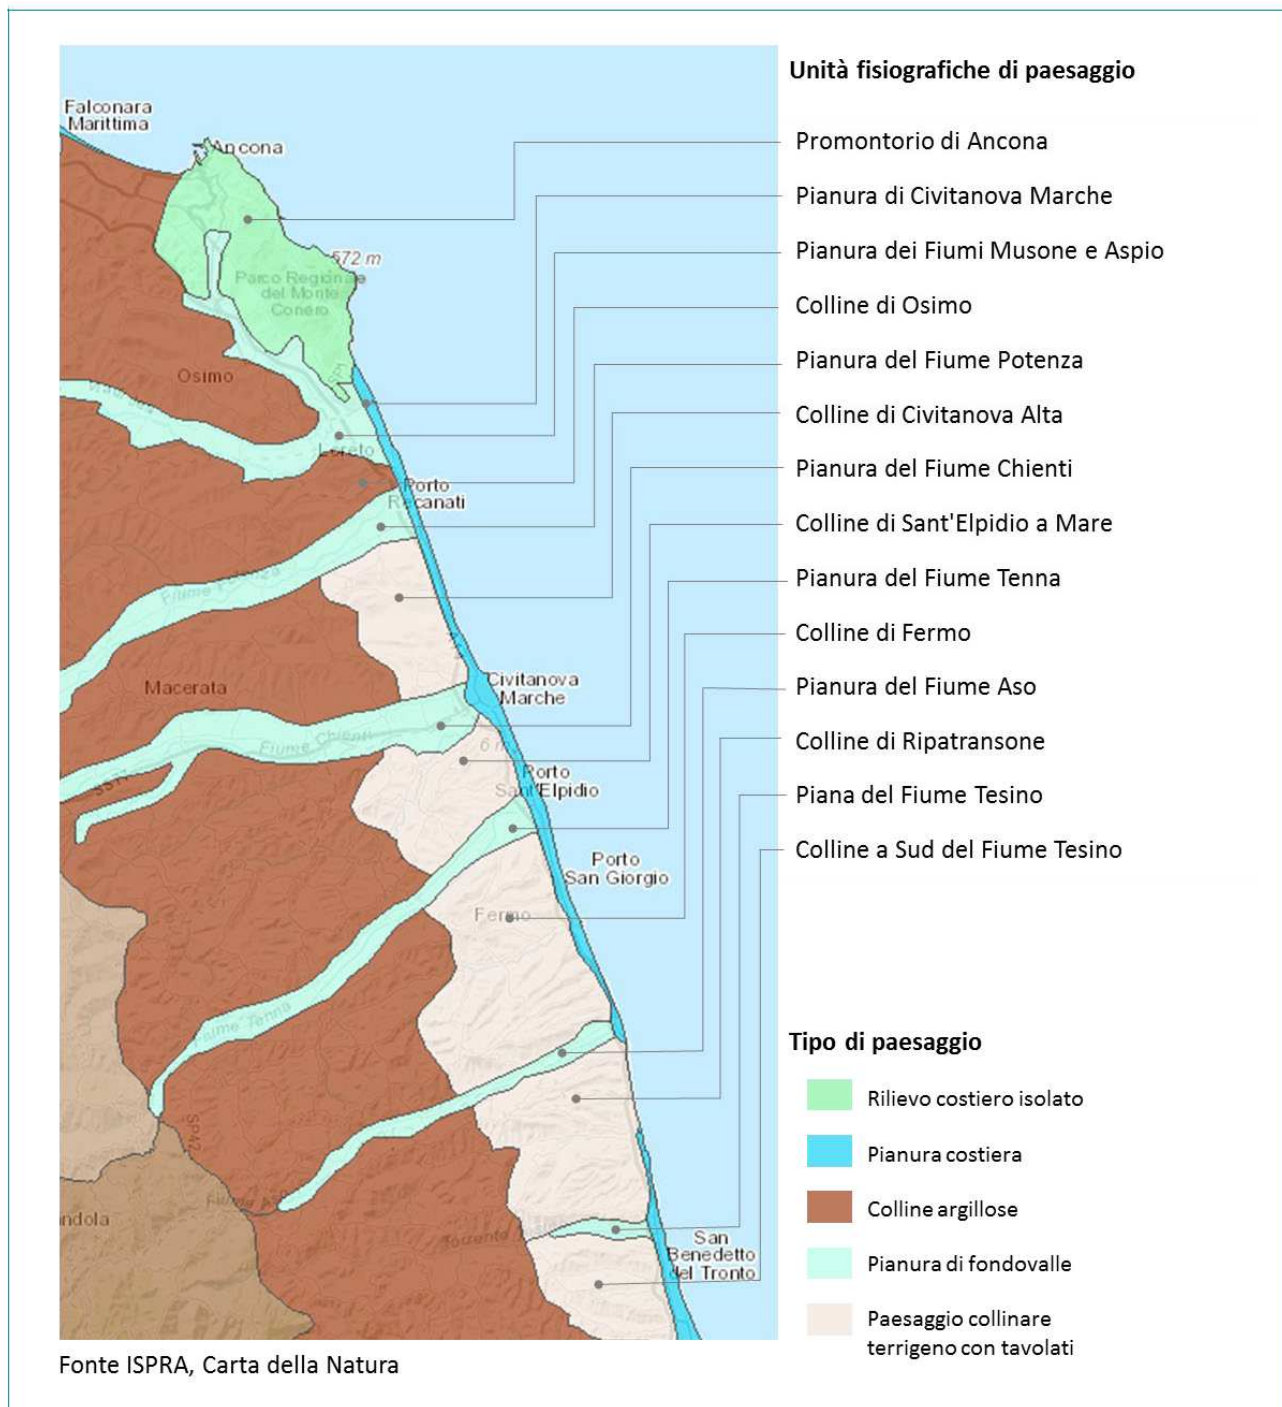 Unità fisiografiche di paesaggio
Falconara
Marittima
Ancona
Promontorio di Ancona
Pianura di Civitanova Marche
Pianura dei Fiumi Musone e Aspio
572 m
Parco Regionale
del Monte
Conero
Colline di Osimo
Pianura del Fiume Potenza
Osimo
Colline di Civitanova Alta
Loreto
Pianura del Fiume Chienti
Porto
Recanati
Colline di Sant'Elpidio a Mare
Pianura del Fiume Tenna
Fiume
Colline di Fermo
Macerata
Civitanova
Marche
Pianura del Fiume Aso
Fiume Chienti
6 m
Colline di Ripatransone
Porto
Sant'Elpidio
Piana del Fiume Tesino
Colline a Sud del Fiume Tesino
Porto
San Giorgio
Fermo
Fiume Tenna
Tipo di paesaggio
Rilievo costiero isolato
Pianura costiera
Colline argillose
ndola
San
Benedetto
del Tronto
Pianura di fondovalle
Paesaggio collinare
terrigeno con tavolati
Fonte ISPRA, Carta della Natura